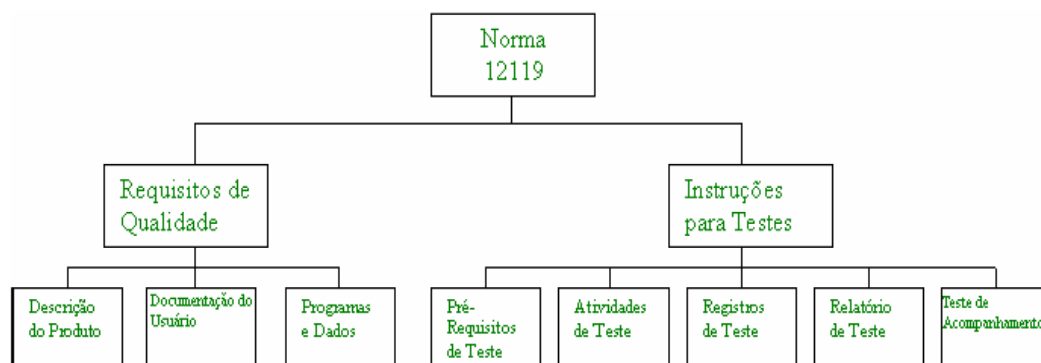 Norma
12119
Requisitos de
Qualidade
Instruções
para Testes
Descrição
do Produto
Documentação do
Usuário
Programas
e Dados
Pré-
Requisitos
de Teste
Atividades
de Teste
Registros
de Teste
Relatório
de Teste
Teste de
Acompanhamento